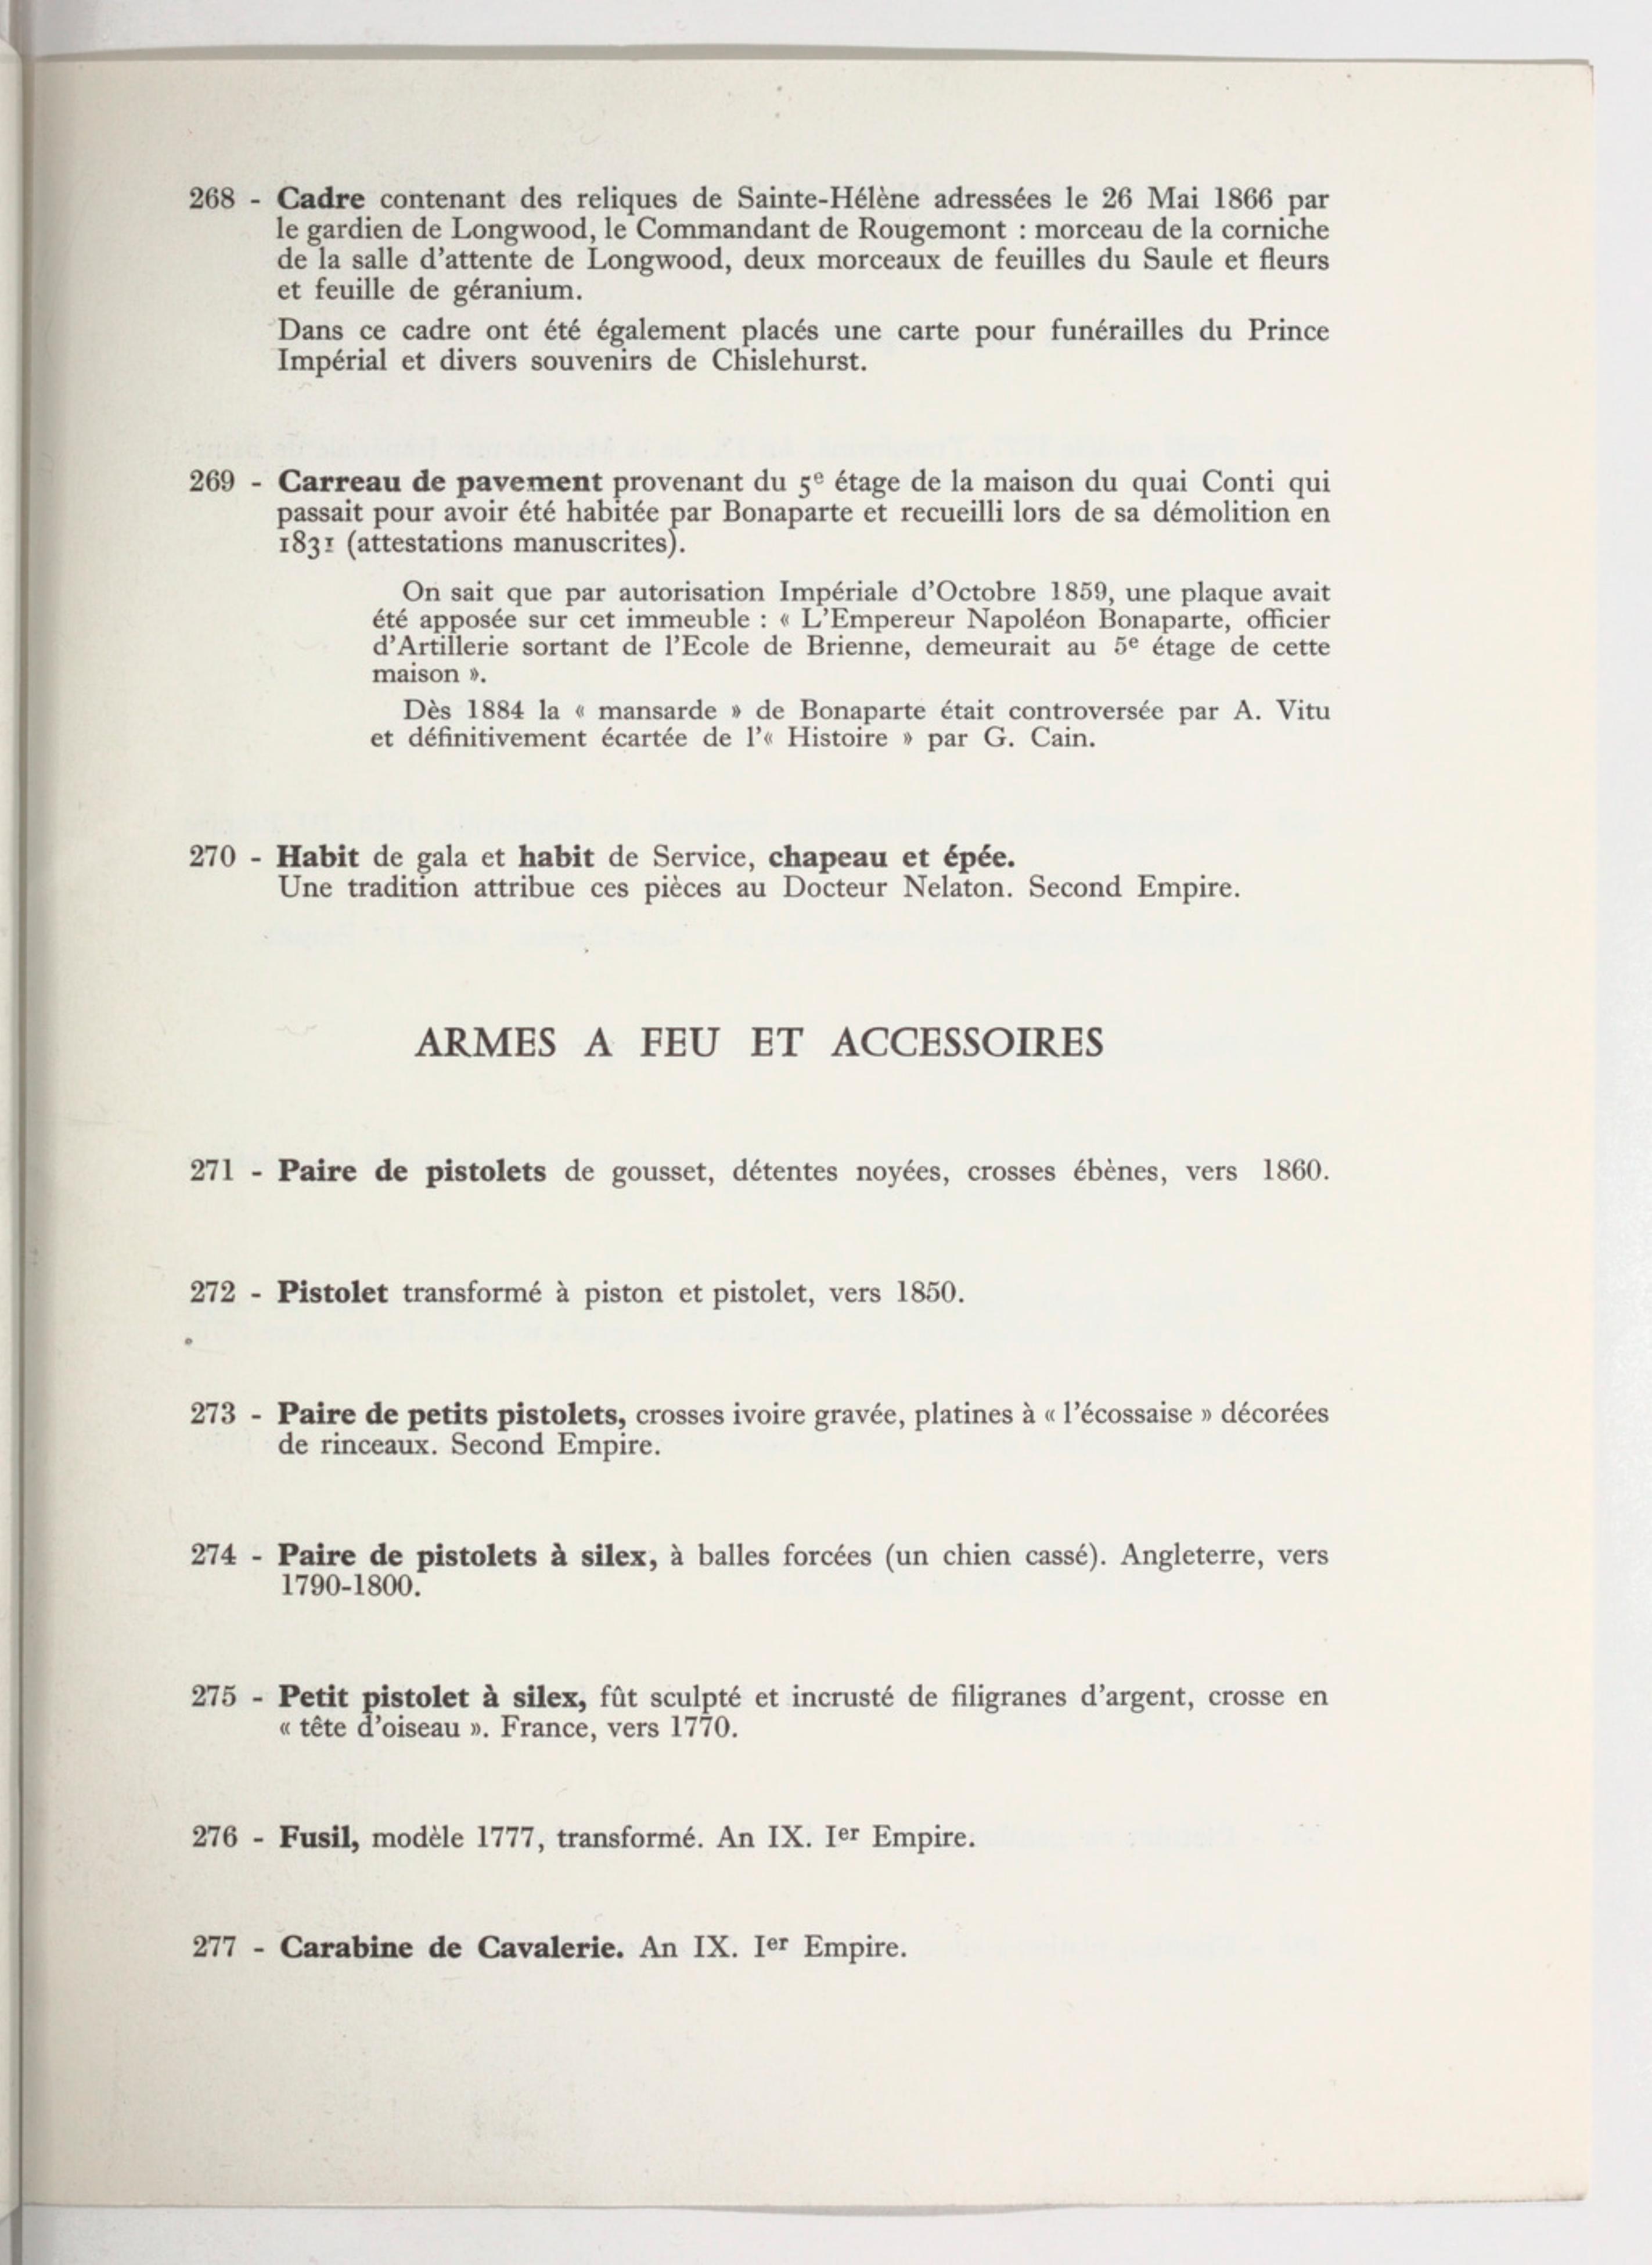 268 - Cadre contenant des reliques de Sainte-Hélène adressées le 26 Mai 1866 par
le gardien de Longwood, le Commandant de Rougemont : morceau de la corniche
de la salle d'attente de Longwood, deux morceaux de feuilles du Saule et fleurs
et feuille de géranium.
Dans ce cadre ont été également placés une carte pour funérailles du Prince
Impérial et divers souvenirs de Chislehurst.
269 - Carreau de pavement provenant du 5e étage de la maison du quai Conti qui
passait pour avoir été habitée par Bonaparte et recueilli lors de sa démolition en
1831 (attestations manuscrites).
On sait que par autorisation Impériale d'Octobre 1859, une plaque avait
été apposée sur cet immeuble : « L'Empereur Napoléon Bonaparte, officier
d'Artillerie sortant de l'Ecole de Brienne, demeurait au 5e étage de cette
maison ».
Dès 1884 la « mansarde » de Bonaparte était controversée par A. Vitu
et définitivement écartée de l'« Histoire » par G. Cain.
270 - Habit de gala et habit de Service, chapeau et épée.
Une tradition attribue ces pièces au Docteur Nelaton. Second Empire.
ARMES A FEU ET ACCESSOIRES
271 - Paire de pistolets de gousset, détentes noyées, crosses ébènes, vers 1860.
272 - Pistolet transformé à piston et pistolet, vers 1850.
273 - Paire de petits pistolets, crosses ivoire gravée, platines à « l'écossaise » décorées
de rinceaux. Second Empire.
274 - Paire de pistolets à silex, à balles forcées (un chien cassé). Angleterre, vers
1790-1800.
275 - Petit pistolet à silex, fût sculpté et incrusté de filigranes d'argent, crosse en
« tête d'oiseau ». France, vers 1770.
276 - Fusil, modèle 1777, transformé. An IX. Ier Empire.
277 - Carabine de Cavalerie. An IX. Ier Empire.